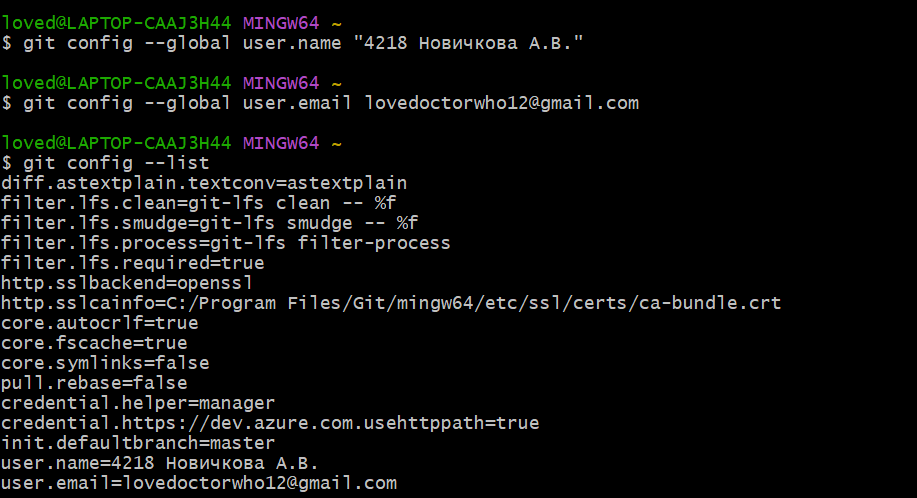 loved@LAPTOP-CAAJ3H44 MINGW64 ~
$ git config --global user.name "4218 Новичкова А.В."
loved@LAPTOP-CAAJ3H44 MINGW64 ~
$ git config --global user.email lovedoctorwho12@gmail.com
loved@LAPTOP-CAAJ3H44 MINGW64 ~
$ git config --list
diff.astextplain.textconv=astextplain
filter.lfs.clean=git-lfs clean -- %f
filter.lfs.smudge=git-lfs smudge -- %f
filter.lfs.process=git-lfs filter-process
filter.lfs.required=true
http.sslbackend=openssl
http.sslcainfo=C:/Program Files/Git/mingw64/etc/ssl/certs/ca-bundle.crt
core.autocrlf=true
core.fscache=true
core.symlinks=false
pull.rebase=false
credential.helper=manager
credential.https://dev.azure.com.usehttppath=true
init.defaultbranch=master
user.name=4218 Новичкова А.В.
user.email=lovedoctorwho12@gmail.com